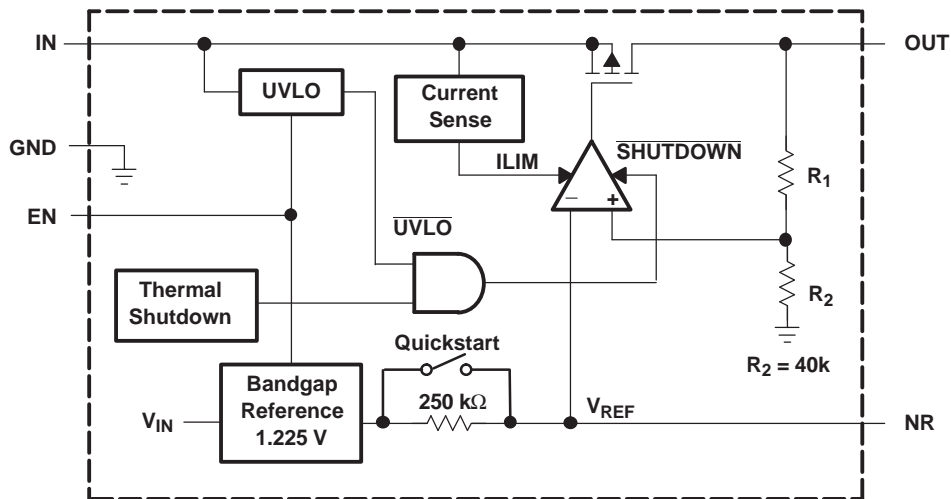 IN
OUT
UVLO
Current
Sense
GND
ILIM
SHUTDOWN
R1
EN
UVLO
Thermal
Shutdown
R2
Quickstart
R2 = 40k
Bandgap
Reference
1.225 V
250 kΩ
VIN
VREF
NR
− +